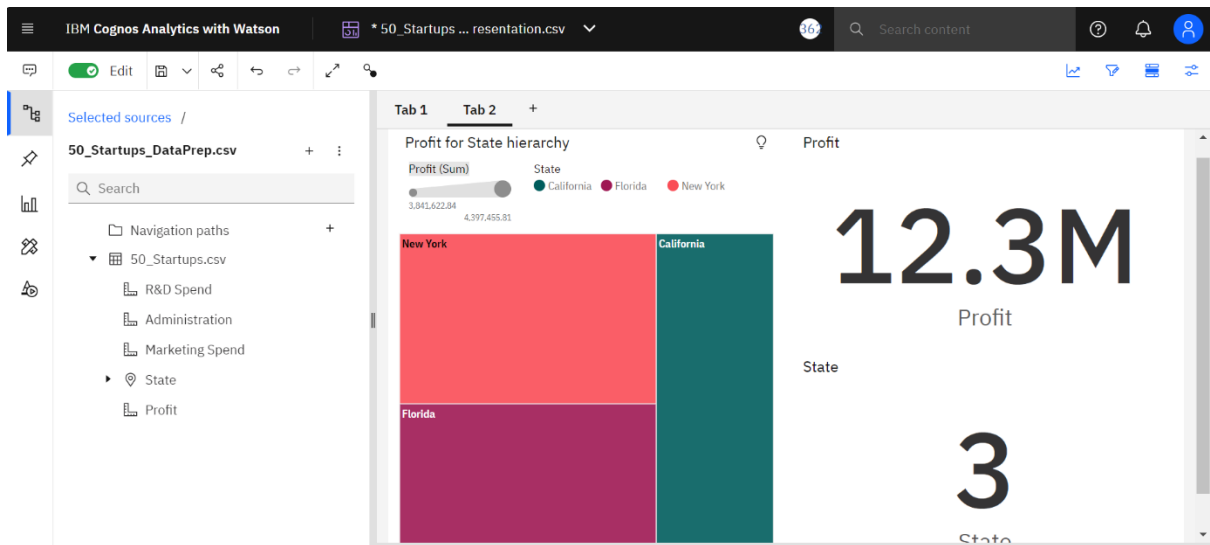 IBM Cognos Analytics with Watson
* 50_Startups ... resentation.csv
362
Search content
Edit
Selected sources /
50_Startups_DataPrep.csv
Search
Navigation paths
50_Startups.csv
R&D Spend
Administration
Marketing Spend
State
Profit
Tab 1 Tab 2 +
Profit for State hierarchy
Profit (Sum)
3,841,622.84
4,397,455.81
State
California Florida New York
New York
California
Florida
Profit
12.3M
Profit
State
3
State